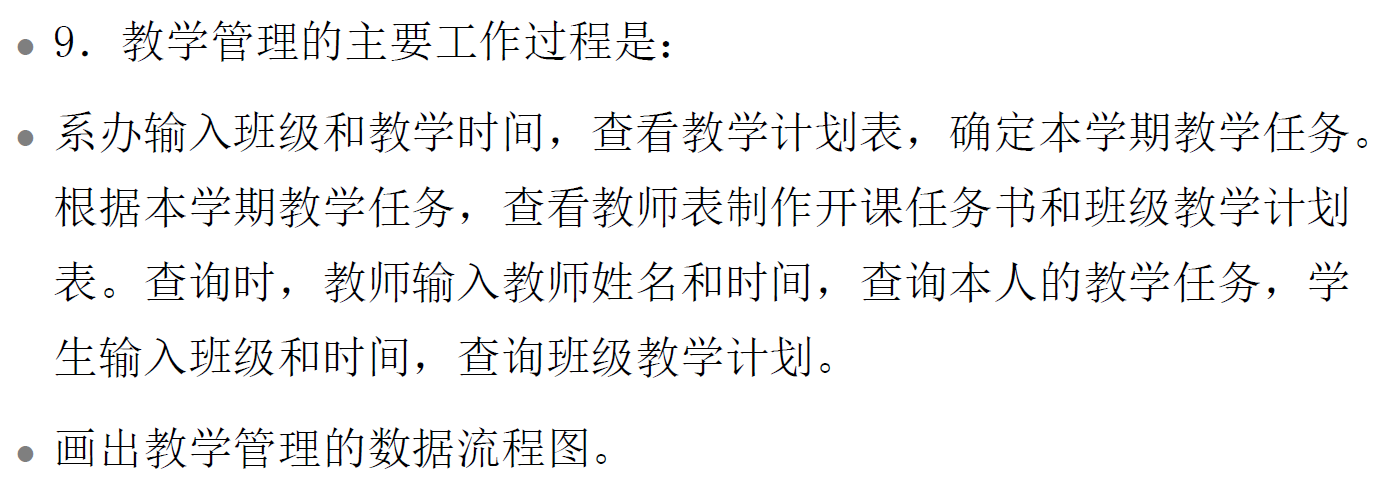 • 9．教学管理的主要工作过程是：
• 系办输入班级和教学时间，查看教学计划表，确定本学期教学任务。
根据本学期教学任务，查看教师表制作开课任务书和班级教学计划
表。查询时，教师输入教师姓名和时间，查询本人的教学任务，学
生输入班级和时间，查询班级教学计划。
• 画出教学管理的数据流程图。